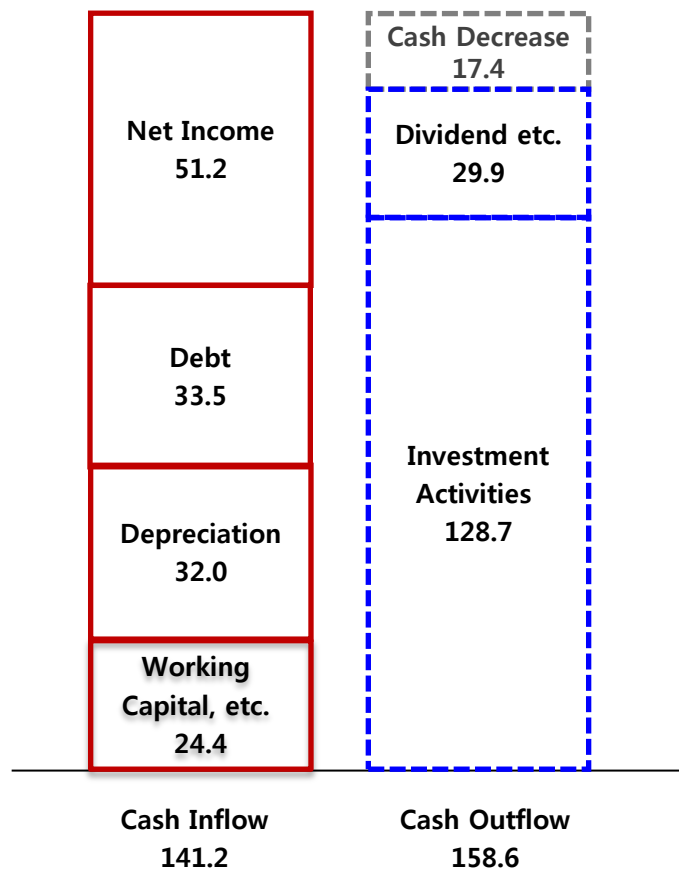 Net Income
51.2
Debt
33.5
Depreciation
32.0
Working
Capital, etc.
24.4
Cash Inflow
141.2
Cash Decrease
17.4
Dividend etc.
29.9
Investment
Activities
128.7
Cash Outflow
158.6